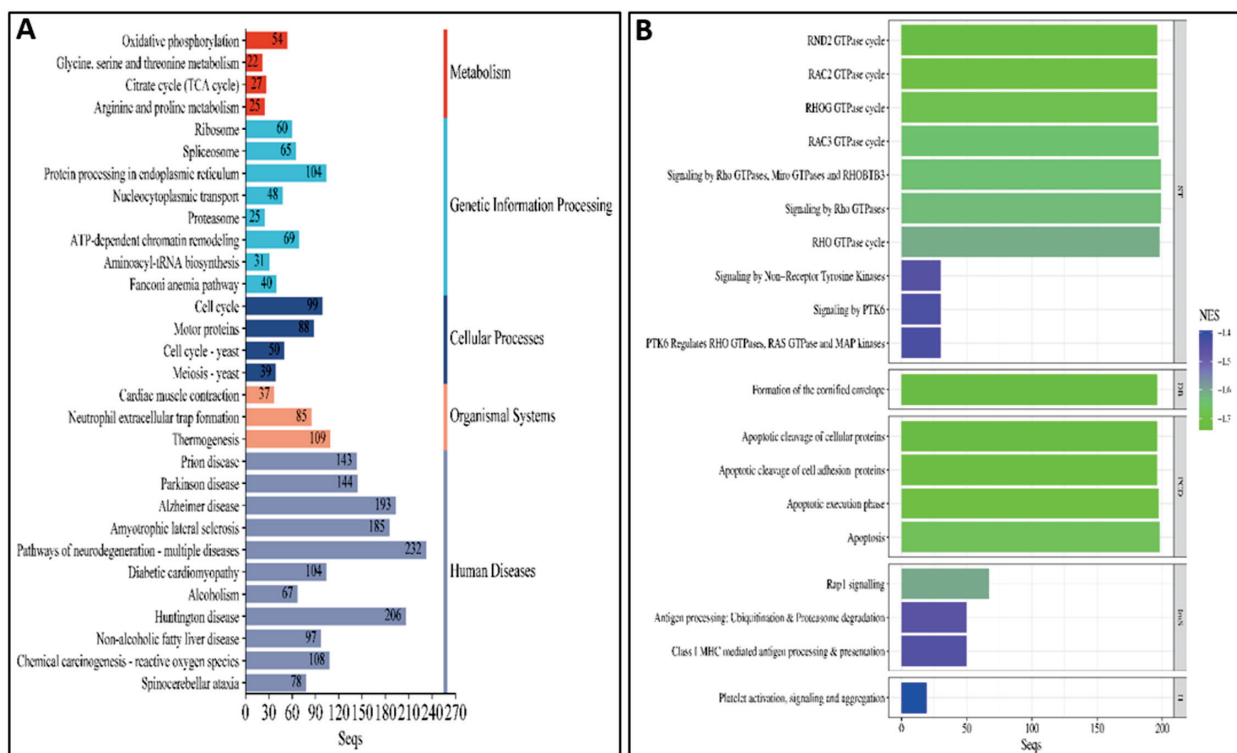 A
Oxidative phosphorylation 54
Glycine, serine and threonine metabolism 22
Citrate cycle (TCA cycle) 27
Arginine and proline metabolism 25
Metabolism
Ribosome 60
Spliceosome 65
Protein processing in endoplasmic reticulum 104
Nucleocytoplasmic transport 48
Proteasome 25
ATP-dependent chromatin remodeling 69
Aminoacyl-tRNA biosynthesis 31
Fanconi anemia pathway 40
Genetic Information Processing
Cell cycle 99
Motor proteins 88
Cell cycle - yeast 50
Meiosis - yeast 39
Cellular Processes
Cardiac muscle contraction 37
Neutrophil extracellular trap formation 85
Thermogenesis 109
Organismal Systems
Prion disease 143
Parkinson disease 144
Alzheimer disease 193
Amyotrophic lateral sclerosis 185
Pathways of neurodegeneration - multiple diseases 232
Diabetic cardiomyopathy 104
Alcoholism 67
Huntington disease 206
Non-alcoholic fatty liver disease 97
Chemical carcinogenesis - reactive oxygen species 108
Spinocerebellar ataxia 78
Human Diseases
0 30 60 90 120 150 180 210 240 270
Seqs
B
RND2 GTPase cycle
RAC2 GTPase cycle
RHOG GTPase cycle
RAC3 GTPase cycle
Signaling by Rho GTPases, Miro GTPases and RHOBTB3
Signaling by Rho GTPases
RHO GTPase cycle
Signaling by Non-Receptor Tyrosine Kinases
Signaling by PTK6
PTK6 Regulates RHO GTPases, RAS GTPase and MAP kinases
ST
Formation of the cornified envelope
Apoptotic cleavage of cellular proteins
Apoptotic cleavage of cell adhesion proteins
Apoptotic execution phase
Apoptosis
PCD
Rap1 signalling
Antigen processing: Ubiquitination & Proteasome degradation
Class I MHC mediated antigen processing & presentation
ImS
Platelet activation, signaling and aggregation
0 50 100 150 200
Seqs
NES
-1.4
-1.5
-1.6
-1.7